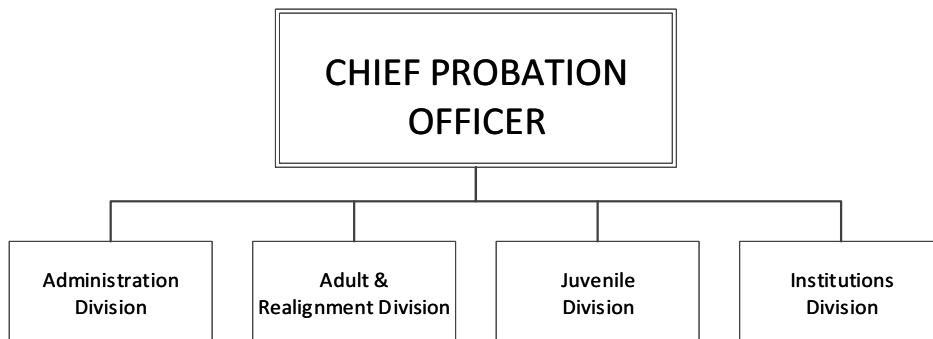 CHIEF PROBATION
OFFICER
Administration
Division
Adult &
Realignment Division
Juvenile
Division
Institutions
Division